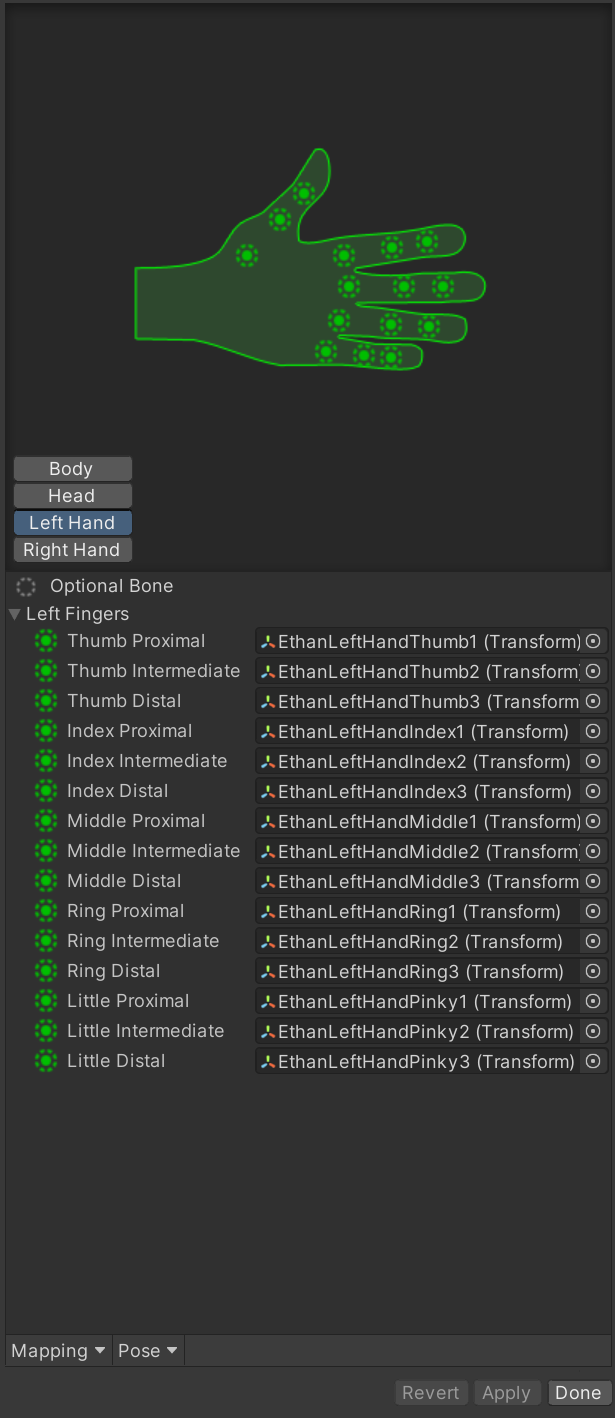 Body
Head
Left Hand
Right Hand
Optional Bone
Left Fingers
Thumb Proximal EthanLeftHandThumb1 (Transform)
Thumb Intermediate EthanLeftHandThumb2 (Transform)
Thumb Distal EthanLeftHandThumb3 (Transform
Index Proximal EthanLeftHandIndex1 (Transform)
Index Intermediate EthanLeftHandIndex2 (Transform)
Index Distal EthanLeftHandIndex3 (Transform)
Middle Proximal EthanLeftHandMiddle1 (Transform)
Middle Intermediate EthanLeftHandMiddle2 (Transform)
Middle Distal EthanLeftHandMiddle3 (Transform
Ring Proximal EthanLeftHandRing1 (Transform)
Ring Intermediate EthanLeftHandRing2 (Transform)
Ring Distal EthanLeftHandRing3 (Transform)
Little Proximal EthanLeftHandPinky1 (Transform)
Little Intermediate EthanLeftHandPinky2 (Transform)
Little Distal EthanLeftHandPinky3 (Transform)
Mapping Pose
Revert Apply Done